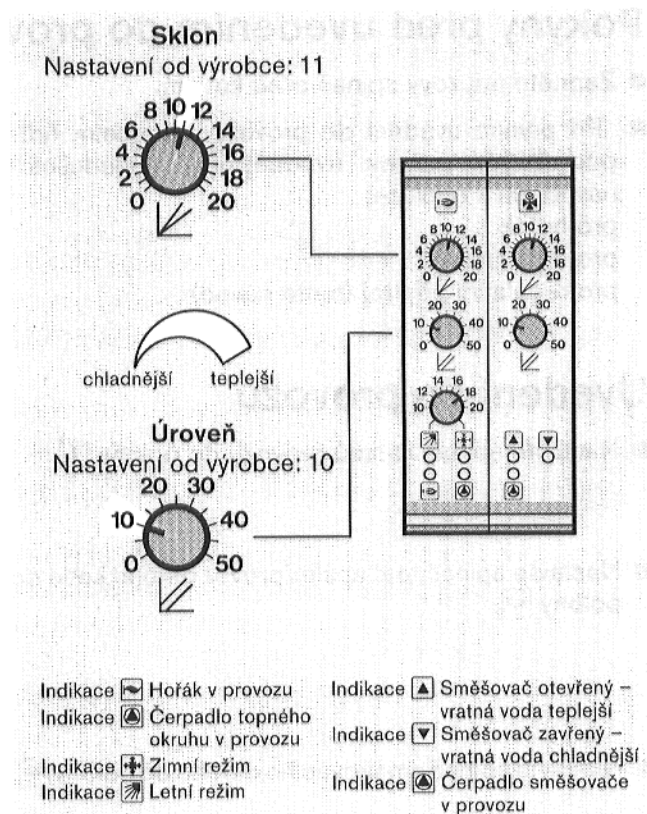 Sklon
Nastavení od výrobce: 11
0 2 4 6 8 10 12 14 16 18 20
chladnější teplejší
Úroveň
Nastavení od výrobce: 10
0 10 20 30 40 50
0 2 4 6 8 10 12 14 16 18 20
0 2 4 6 8 10 12 14 16 18 20
0 10 20 30 40 50
0 10 20 30 40 50
10 12 14 16 18 20
Indikace Hořák v provozu
Indikace Čerpadlo topného
okruhu v provozu
Indikace Zimní režim
Indikace Letní režim
Indikace Směšovač otevřený –
vratná voda teplejší
Indikace Směšovač zavřený –
vratná voda chladnější
Indikace Čerpadlo směšovače
v provozu